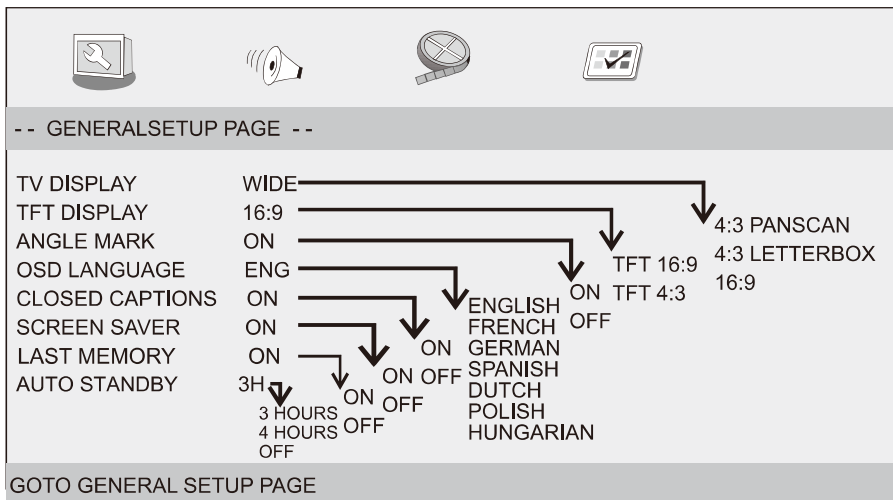 -- GENERALSETUP PAGE --
TV DISPLAY WIDE
TFT DISPLAY 16:9
ANGLE MARK ON
OSD LANGUAGE ENG
CLOSED CAPTIONS ON
SCREEN SAVER ON
LAST MEMORY ON
AUTO STANDBY 3H
3 HOURS
4 HOURS
OFF
ON
OFF
ON
OFF
ON
OFF
ENGLISH
FRENCH
GERMAN
SPANISH
DUTCH
POLISH
HUNGARIAN
ON
OFF
TFT 16:9
TFT 4:3
4:3 PANSCAN
4:3 LETTERBOX
16:9
GOTO GENERAL SETUP PAGE